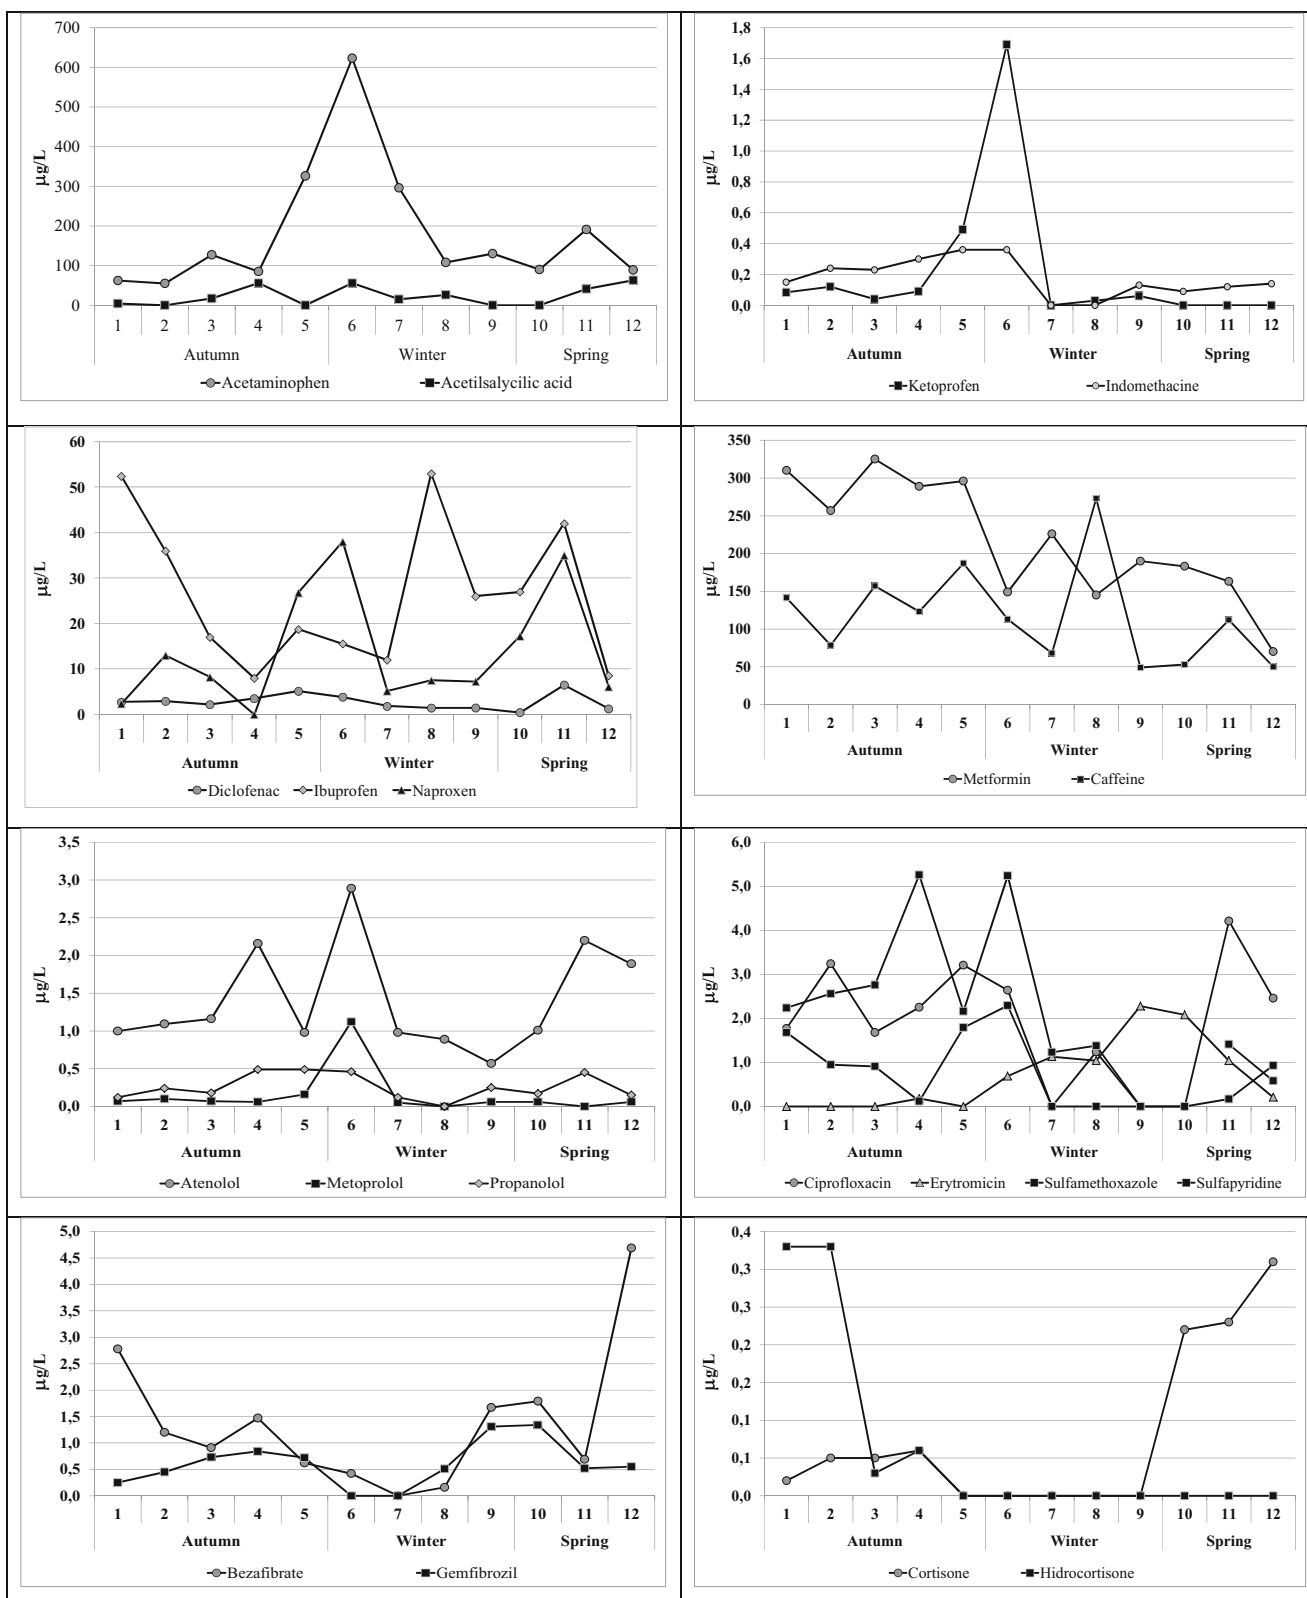 700
600
500
400
300
200
100
0
µg/L
1 2 3 4 5 6 7 8 9 10 11 12
Autumn Winter Spring
Acetaminophen Acetilsalycilic acid
1,8
1,6
1,4
1,2
1,0
0,8
0,6
0,4
0,2
0,0
µg/L
1 2 3 4 5 6 7 8 9 10 11 12
Autumn Winter Spring
Ketoprofen Indomethacine
60
50
40
30
20
10
0
µg/L
1 2 3 4 5 6 7 8 9 10 11 12
Autumn Winter Spring
Diclofenac Ibuprofen Naproxen
350
300
250
200
150
100
50
0
µg/L
1 2 3 4 5 6 7 8 9 10 11 12
Autumn Winter Spring
Metformin Caffeine
3,5
3,0
2,5
2,0
1,5
1,0
0,5
0,0
µg/L
1 2 3 4 5 6 7 8 9 10 11 12
Autumn Winter Spring
Atenolol Metoprolol Propanolol
6,0
5,0
4,0
3,0
2,0
1,0
0,0
µg/L
1 2 3 4 5 6 7 8 9 10 11 12
Autumn Winter Spring
Ciprofloxacin Erytromicin Sulfamethoxazole Sulfapyridine
5,0
4,5
4,0
3,5
3,0
2,5
2,0
1,5
1,0
0,5
0,0
µg/L
1 2 3 4 5 6 7 8 9 10 11 12
Autumn Winter Spring
Bezafibrate Gemfibrozil
0,4
0,3
0,3
0,2
0,2
0,1
0,1
0,0
µg/L
1 2 3 4 5 6 7 8 9 10 11 12
Autumn Winter Spring
Cortisone Hidrocortisone